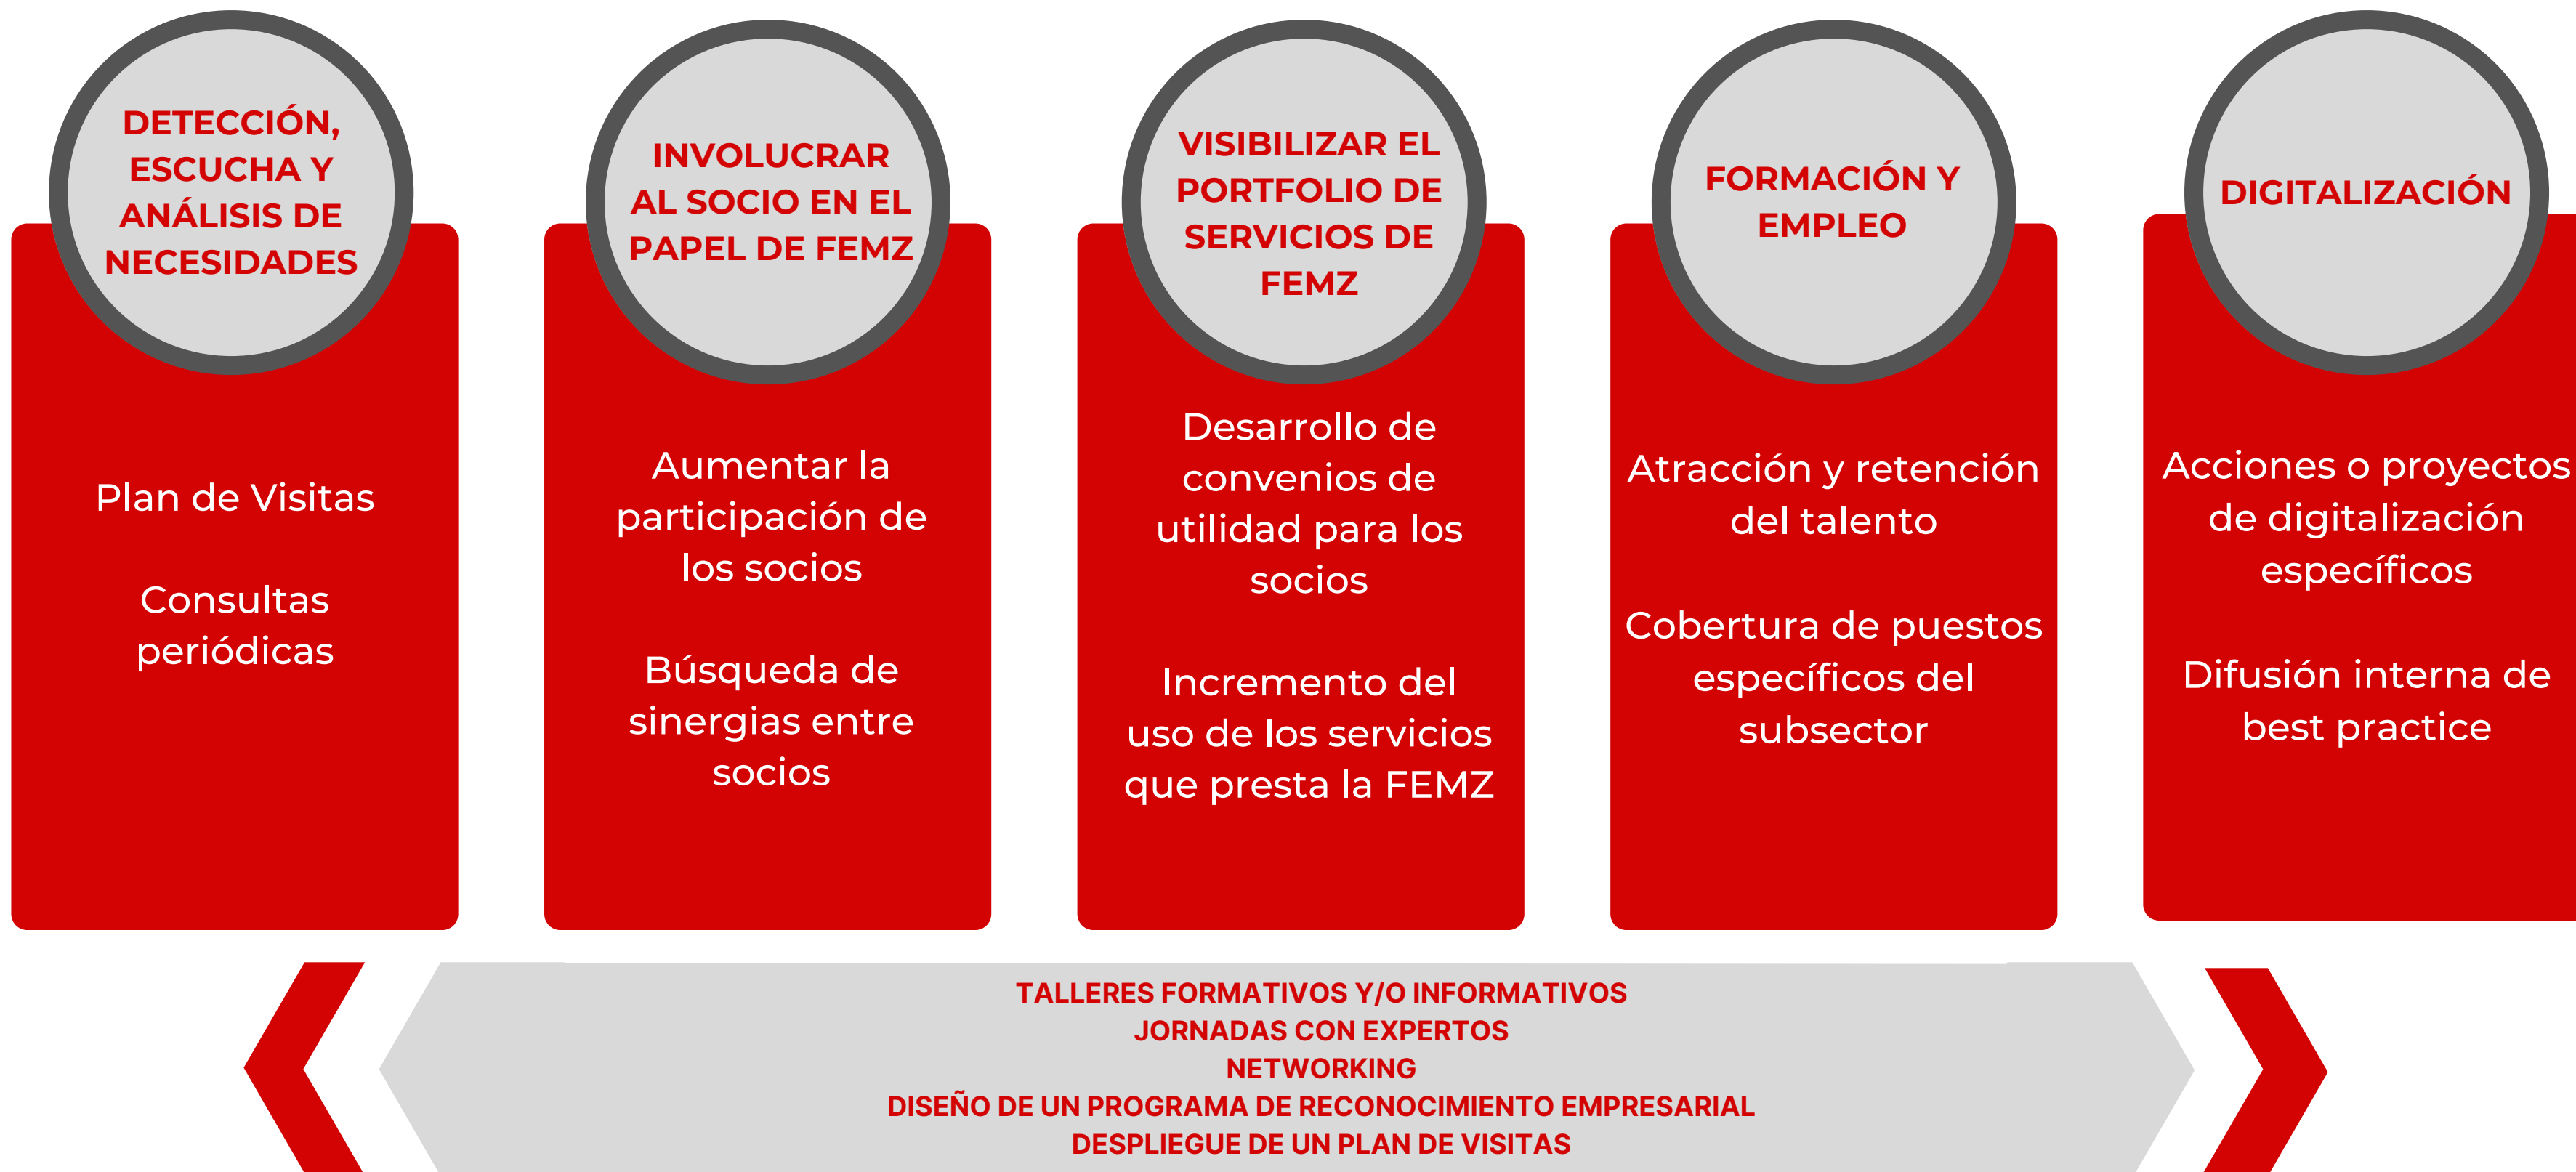 DETECCIÓN,
ESCUCHA Y
ANÁLISIS DE
NECESIDADES
Plan de Visitas
Consultas
periódicas
INVOLUCRAR
AL SOCIO EN EL
PAPEL DE FEMZ
Aumentar la
participación de
los socios
Búsqueda de
sinergias entre
socios
VISIBILIZAR EL
PORTFOLIO DE
SERVICIOS DE
FEMZ
Desarrollo de
convenios de
utilidad para los
socios
Incremento del
uso de los servicios
que presta la FEMZ
FORMACIÓN Y
EMPLEO
Atracción y retención
del talento
Cobertura de puestos
específicos del
subsector
DIGITALIZACIÓN
Acciones o proyectos
de digitalización
específicos
Difusión interna de
best practice
TALLERES FORMATIVOS Y/O INFORMATIVOS
JORNADAS CON EXPERTOS
NETWORKING
DISEÑO DE UN PROGRAMA DE RECONOCIMIENTO EMPRESARIAL
DESPLIEGUE DE UN PLAN DE VISITAS